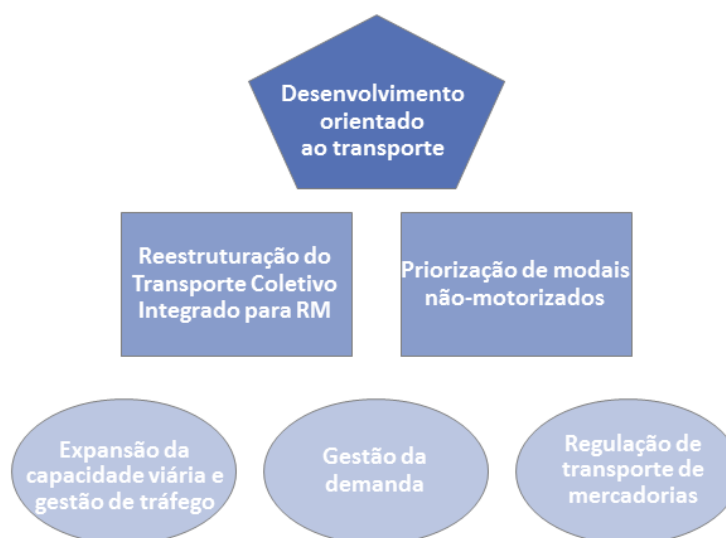 Desenvolvimento
orientado
ao transporte
Reestruturação do
Transporte Coletivo
Integrado para RM
Priorização de modais
não-motorizados
Expansão da
capacidade viária e
gestão de tráfego
Gestão da
demanda
Regulação de
transporte de
mercadorias